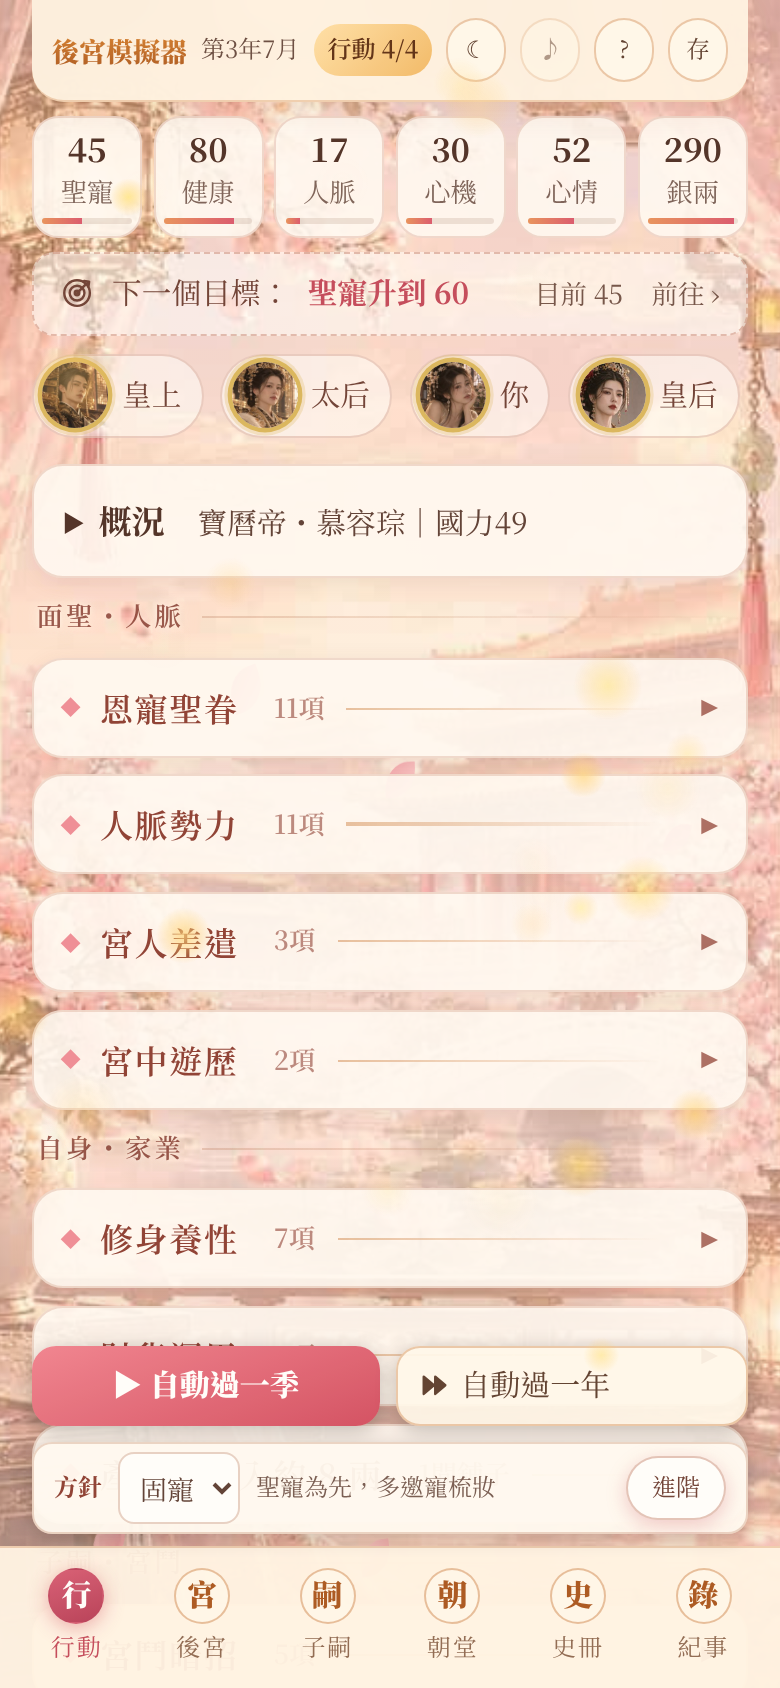 後宮模擬器 第3年7月 行動 4/4 ☾ ♪ ? 存
45 80 17 30 52 290
聖寵 健康 人脈 心機 心情 銀兩
下一個目標： 聖寵升到 60 目前 45 前往 ›
皇上 太后 你 皇后
▶ 概況 寶曆帝・慕容琮｜國力49
面聖・人脈
恩寵聖眷 11項 ▶
人脈勢力 11項 ▶
宮人差遣 3項 ▶
宮中遊歷 2項 ▶
自身・家業
修身養性 7項 ▶
▶ 自動過一季 自動過一年
方針 固寵 聖寵為先，多邀寵梳妝 進階
行 宮 嗣 朝 史 錄
行動 後宮 子嗣 朝堂 史冊 紀事